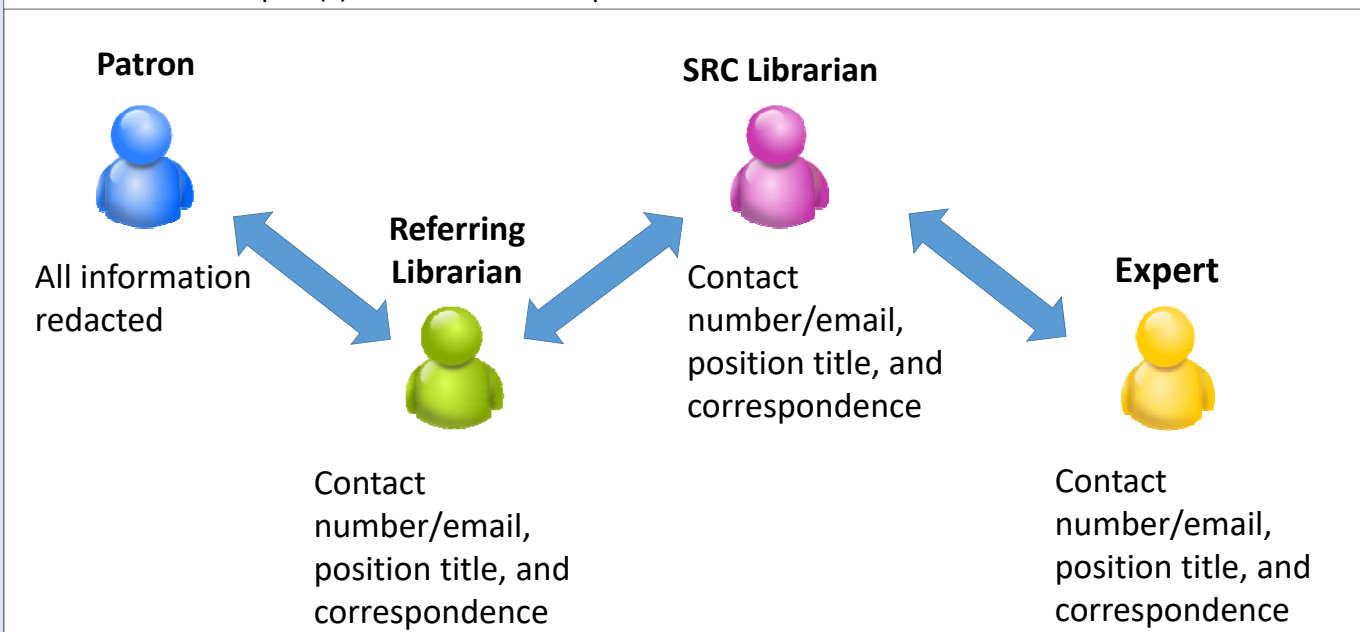 Patron
All information
redacted
Referring
Librarian
Contact
number/email,
position title, and
correspondence
SRC Librarian
Contact
number/email,
position title, and
correspondence
Expert
Contact
number/email,
position title, and
correspondence